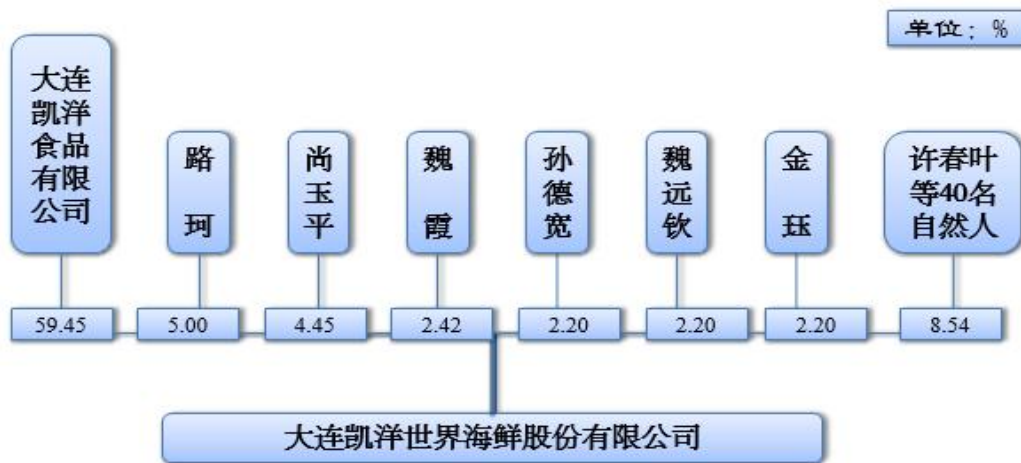 单位：%
大连
凯洋
食品
有限
公司
路
珂
尚
玉
平
魏
霞
孙
德
宽
魏
远
钦
金
珏
许春叶
等40名
自然人
59.45
5.00
4.45
2.42
2.20
2.20
2.20
8.54
大连凯洋世界海鲜股份有限公司